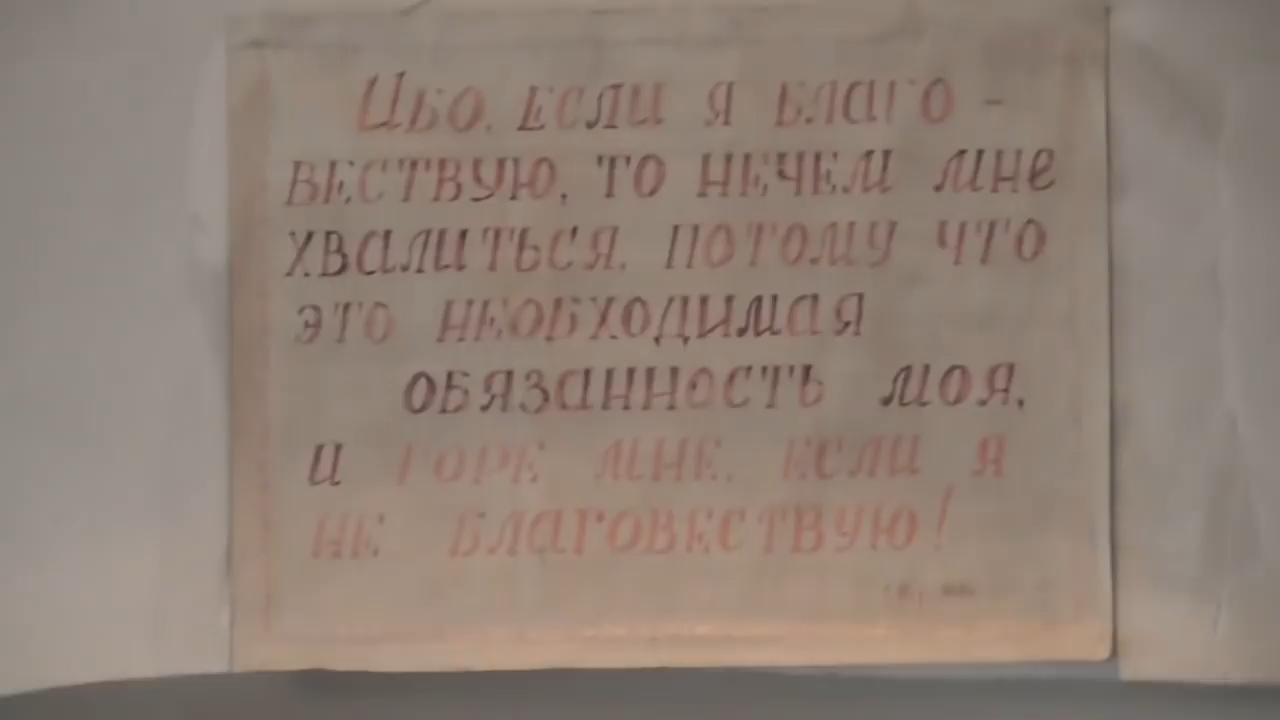 Ибо, если я благо-
вествую, то нечем мне
хвалиться, потому что
это необходимая
обязанность моя,
и горе мне, если я
не благовествую!